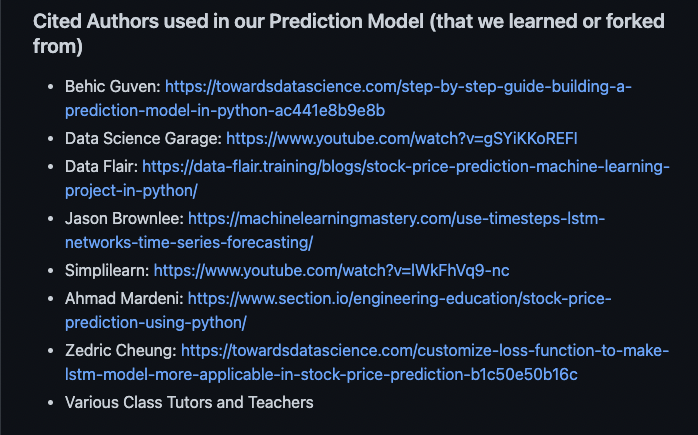 Cited Authors used in our Prediction Model (that we learned or forked
from)
• Behic Guven: https://towardsdatascience.com/step-by-step-guide-building-a-
prediction-model-in-python-ac441e8b9e8b
• Data Science Garage: https://www.youtube.com/watch?v=gSYiKKoREFI
• Data Flair: https://data-flair.training/blogs/stock-price-prediction-machine-learning-
project-in-python/
• Jason Brownlee: https://machinelearningmastery.com/use-timesteps-lstm-
networks-time-series-forecasting/
• Simplilearn: https://www.youtube.com/watch?v=lWkFhVq9-nc
• Ahmad Mardeni: https://www.section.io/engineering-education/stock-price-
prediction-using-python/
• Zedric Cheung: https://towardsdatascience.com/customize-loss-function-to-make-
lstm-model-more-applicable-in-stock-price-prediction-b1c50e50b16c
• Various Class Tutors and Teachers